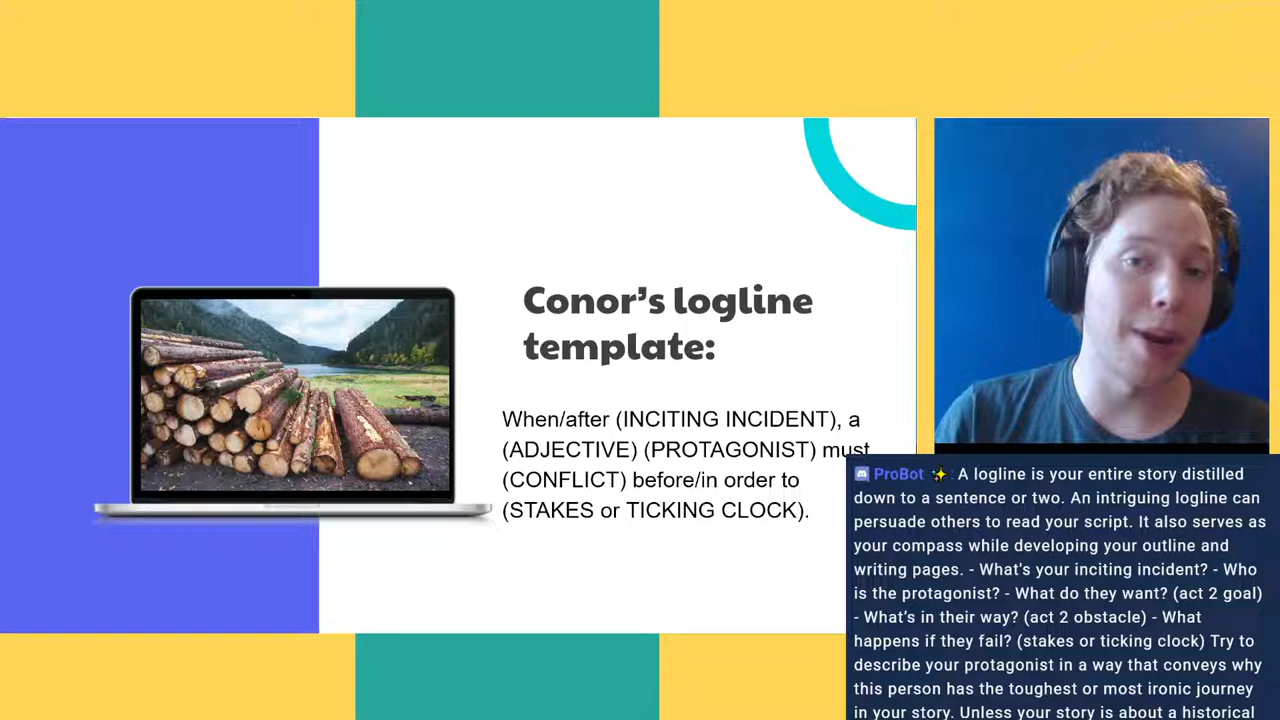 Conor’s logline
template:
When/after (INCITING INCIDENT), a
(ADJECTIVE) (PROTAGONIST) must
(CONFLICT) before/in order to
(STAKES or TICKING CLOCK).
ProBot ✨: A logline is your entire story distilled
down to a sentence or two. An intriguing logline can
persuade others to read your script. It also serves as
your compass while developing your outline and
writing pages. - What's your inciting incident? - Who
is the protagonist? - What do they want? (act 2 goal)
- What’s in their way? (act 2 obstacle) - What
happens if they fail? (stakes or ticking clock) Try to
describe your protagonist in a way that conveys why
this person has the toughest or most ironic journey
in your story. Unless your story is about a historical